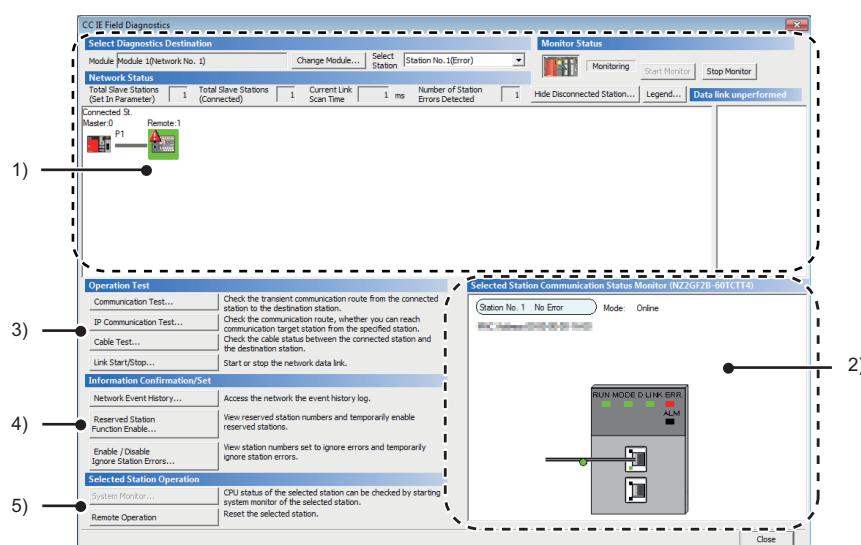 CC IE Field Diagnostics
Select Diagnostics Destination
Monitor Status
Module Module 1(Network No. 1)
Change Module...
Select Station
Station No.1(Error)
Monitoring
Start Monitor
Stop Monitor
Network Status
Total Slave Stations (Set In Parameter) 1
Total Slave Stations (Connected) 1
Current Link Scan Time 1 ms
Number of Station Errors Detected 1
Hide Disconnected Station...
Legend...
Data link unperformed
Connected St.
Master:0
Remote:1
P1
1)
Operation Test
Communication Test...
Check the transient communication route from the connected
station to the destination station.
IP Communication Test...
Check the communication route, whether you can reach
communication target station from the specified station.
3)
Cable Test...
Check the cable status between the connected station and
the destination station.
Link Start/Stop...
Start or stop the network data link.
Information Confirmation/Set
Network Event History...
Access the network the event history log.
4)
Reserved Station
Function Enable...
View reserved station numbers and temporarily enable
reserved stations.
Enable / Disable
Ignore Station Errors...
View station numbers set to ignore errors and temporarily
ignore station errors.
Selected Station Operation
5)
System Monitor...
CPU status of the selected station can be checked by starting
system monitor of the selected station.
Remote Operation
Reset the selected station.
Selected Station Communication Status Monitor (NZ2GF2B-60TCTT4)
Station No. 1 No Error
Mode: Online
2)
RUN MODE D LINK ERR.
ALM
Close